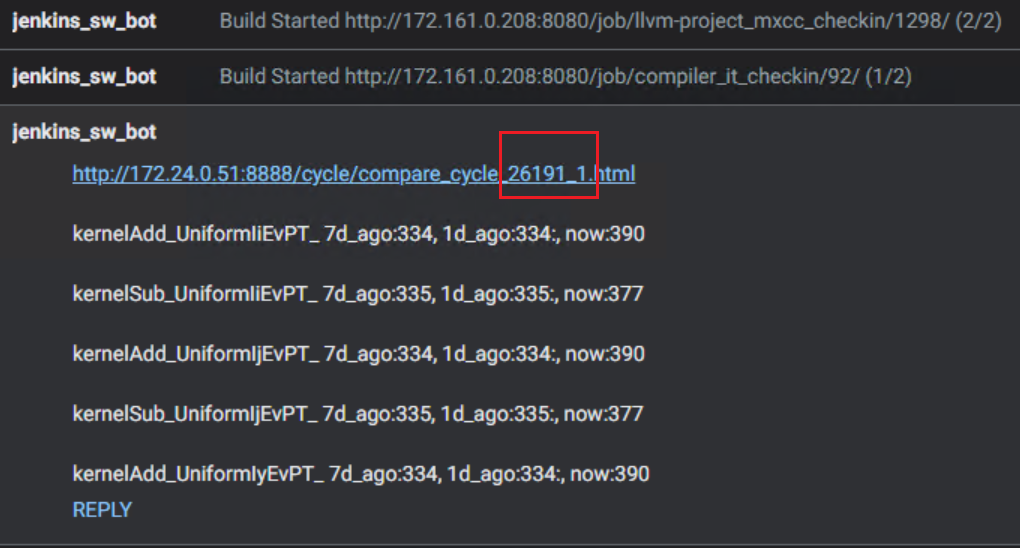 jenkins_sw_bot Build Started http://172.161.0.208:8080/job/llvm-project_mxcc_checkin/1298/ (2/2)
jenkins_sw_bot Build Started http://172.161.0.208:8080/job/compiler_it_checkin/92/ (1/2)
jenkins_sw_bot
http://172.24.0.51:8888/cycle/compare_cycle_26191_1.html
kernelAdd_UniformIiEvPT_ 7d_ago:334, 1d_ago:334:, now:390
kernelSub_UniformIiEvPT_ 7d_ago:335, 1d_ago:335:, now:377
kernelAdd_UniformIjEvPT_ 7d_ago:334, 1d_ago:334:, now:390
kernelSub_UniformIjEvPT_ 7d_ago:335, 1d_ago:335:, now:377
kernelAdd_UniformIyEvPT_ 7d_ago:334, 1d_ago:334:, now:390
REPLY